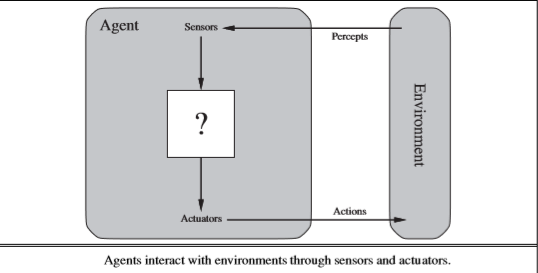 Agent
Sensors
Percepts
?
Environment
Actuators
Actions
Agents interact with environments through sensors and actuators.